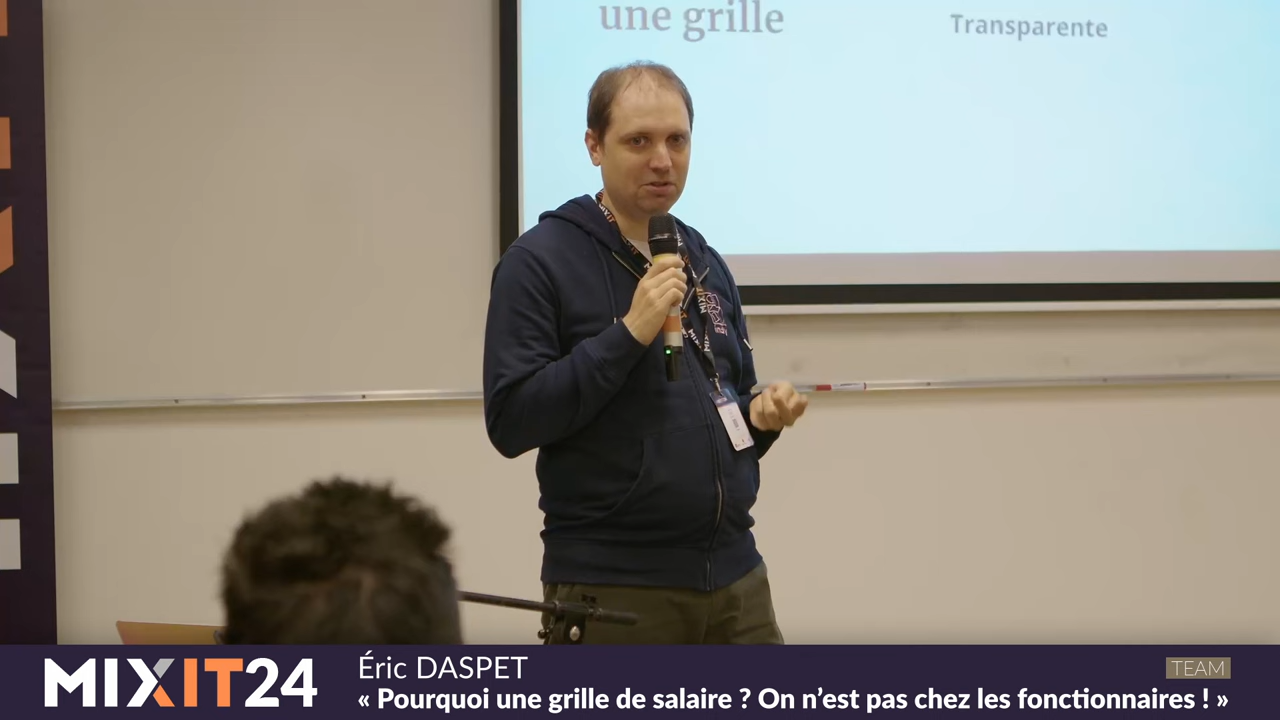 une grille
Transparente
MIXIT24
Éric DASPET
TEAM
« Pourquoi une grille de salaire ? On n’est pas chez les fonctionnaires ! »